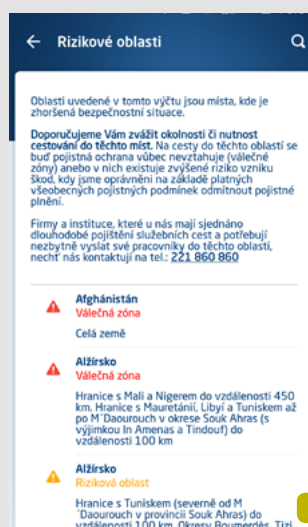 Rizikové oblasti
Oblasti uvedené v tomto výčtu jsou místa, kde je
zhoršená bezpečnostní situace.
Doporučujeme Vám zvážit okolnosti či nutnost
cestování do těchto míst. Na cesty do těchto oblastí se
buď pojistná ochrana vůbec nevztahuje (válečné
zóny) anebo v nich existuje zvýšené riziko vzniku
škod, kdy jsme oprávněni na základě platných
všeobecných pojistných podmínek odmítnout pojistné
plnění.
Firmy a instituce, které u nás mají sjednáno
dlouhodobé pojištění služebních cest a potřebují
nezbytně vyslat své pracovníky do těchto oblastí,
nechť nás kontaktují na tel.: 221 860 860
Afghánistán
Válečná zóna
Celá země
Alžírsko
Válečná zóna
Hranice s Mali a Nigerem do vzdálenosti 450
km. Hranice s Mauretánií, Libyí a Tuniskem až
po M´Daourouch v okrese Souk Ahras (s
výjimkou In Amenas a Tindouf) do
vzdálenosti 100 km
Alžírsko
Riziková oblast
Hranice s Tuniskem (severně od M
´Daourouch v provincii Souk Ahras) do
vzdálenosti 100 km. Okresy Boumerdès, Tizi